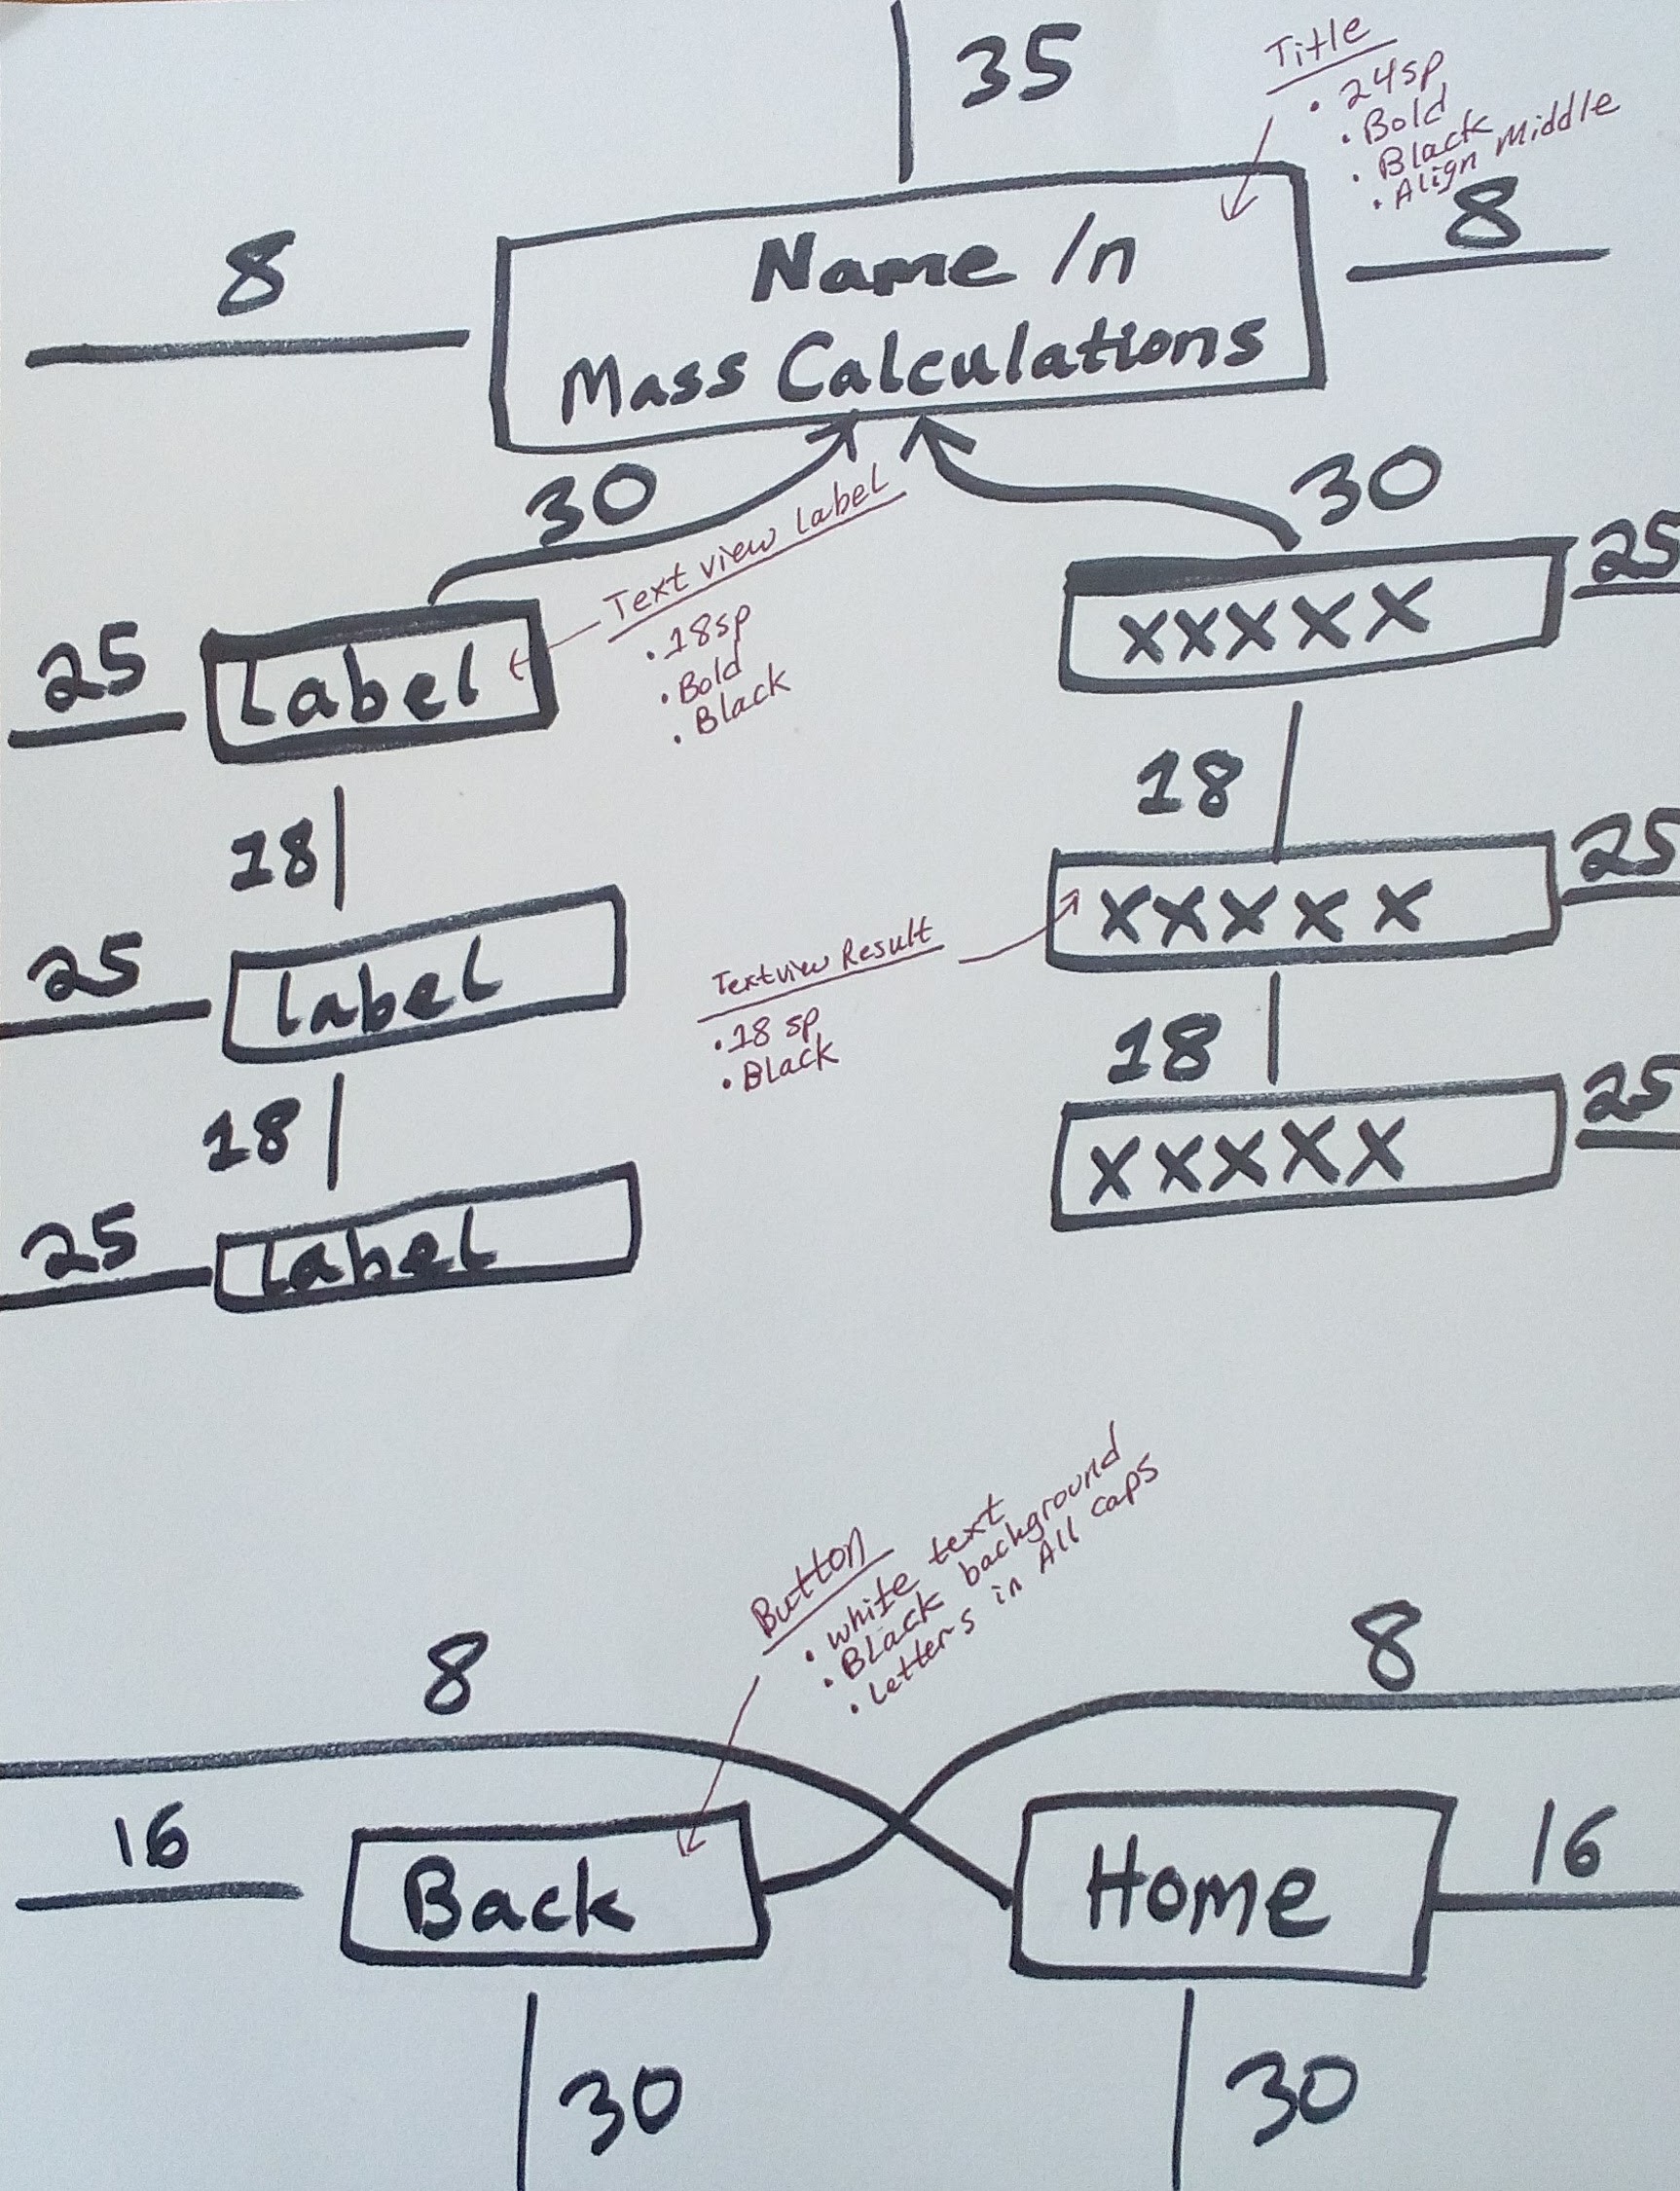 35
Title
• 24sp
• Bold
• Black
• Align Middle
8
8
Name /n
Mass Calculations
30
30
Text view label
• 18sp
• Bold
• Black
25
Label
XXXXX
25
18
18
25
Label
XXXXX
25
Textview Result
• 18 sp
• Black
18
18
25
Label
XXXXX
25
Button
• white text
• Black background
• Letters in All caps
8
8
16
Back
Home
16
30
30